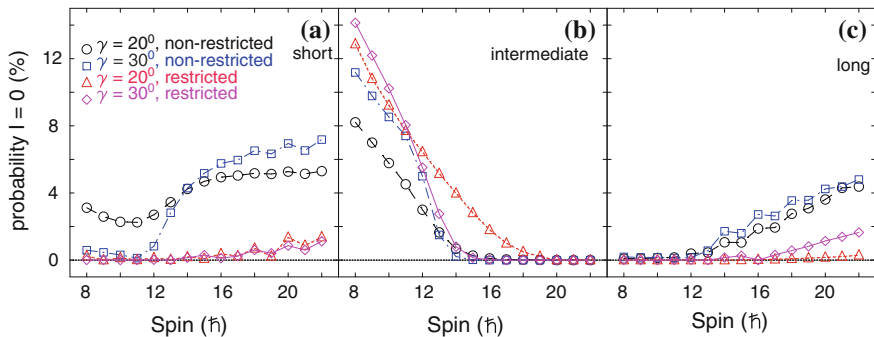 (a) (b) (c)
short intermediate long
γ = 20⁰, non-restricted
γ = 30⁰, non-restricted
γ = 20⁰, restricted
γ = 30⁰, restricted
probability I = 0 (%)
12
8
4
0
8 12 16 20 8 12 16 20 8 12 16 20
Spin (ħ) Spin (ħ) Spin (ħ)